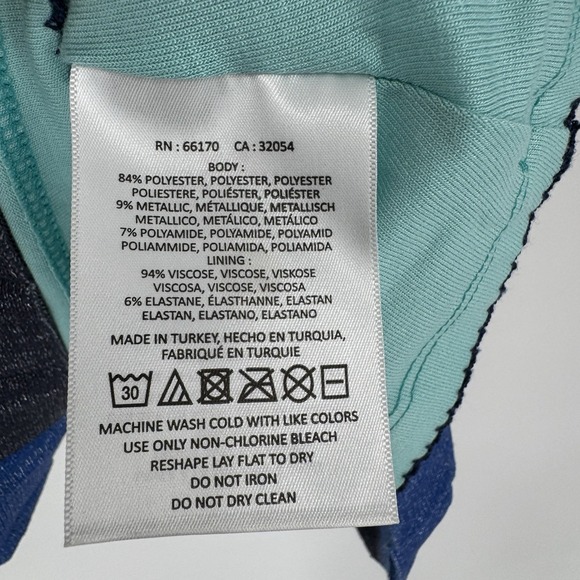 RN : 66170 CA : 32054
BODY :
84% POLYESTER, POLYESTER, POLYESTER
POLIESTERE, POLIÉSTER, POLIÉSTER
9% METALLIC, MÉTALLIQUE, METALLISCH
METALLICO, METÁLICO, METÁLICO
7% POLYAMIDE, POLYAMIDE, POLYAMID
POLIAMMIDE, POLIAMIDA, POLIAMIDA
LINING :
94% VISCOSE, VISCOSE, VISKOSE
VISCOSA, VISCOSE, VISCOSA
6% ELASTANE, ÉLASTHANNE, ELASTAN
ELASTAN, ELASTANO, ELASTANO
MADE IN TURKEY, HECHO EN TURQUIA,
FABRIQUÉ EN TURQUIE
30
MACHINE WASH COLD WITH LIKE COLORS
USE ONLY NON-CHLORINE BLEACH
RESHAPE LAY FLAT TO DRY
DO NOT IRON
DO NOT DRY CLEAN